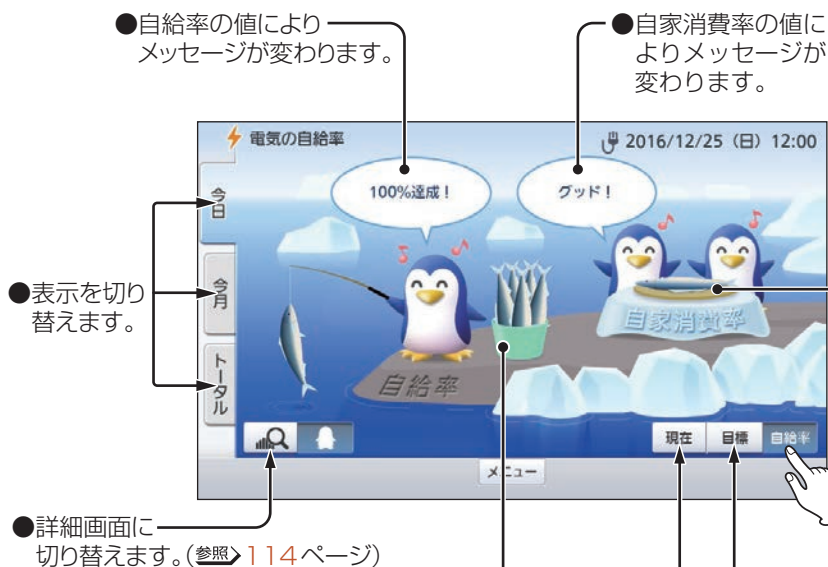 ●自給率の値により
メッセージが変わります。
●自家消費率の値に
よりメッセージが
変わります。
電気の自給率
2016/12/25（日）12:00
100%達成！
グッド！
今日
今月
トータル
●表示を切り
替えます。
自家消費率
自給率
現在
目標
自給率
メニュー
●詳細画面に
切り替えます。(参照 114ページ)